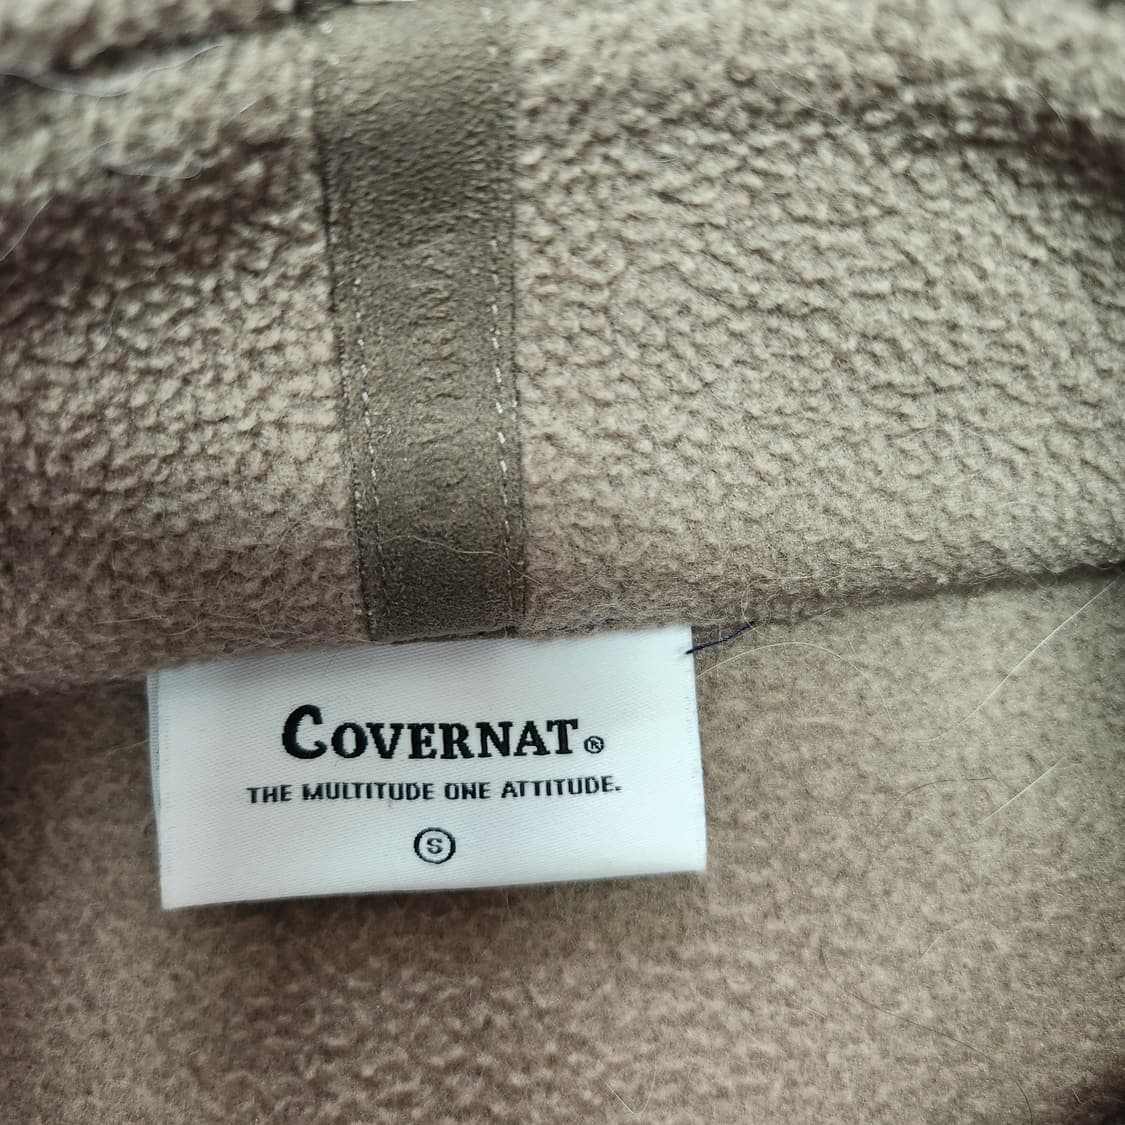 COVERNAT®
THE MULTITUDE ONE ATTITUDE.
S